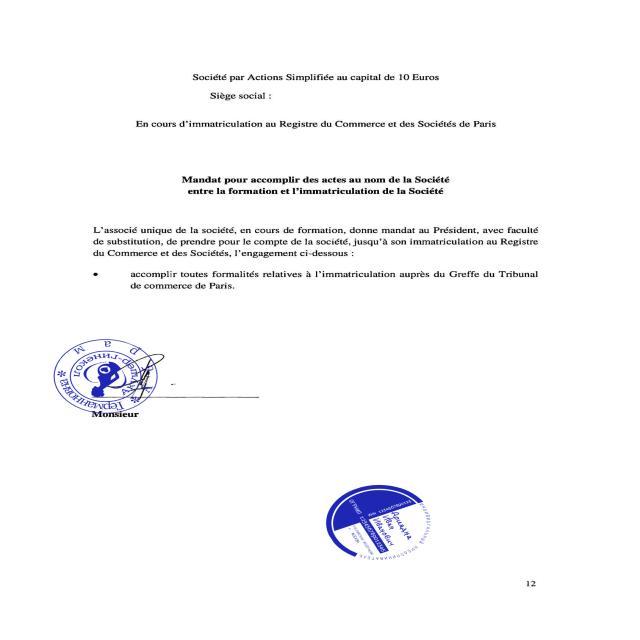 Société par Actions Simplifiée au capital de 10 Euros
Siège social :
En cours d'immatriculation au Registre du Commerce et des Sociétés de Paris
Mandat pour accomplir des actes au nom de la Société
entre la formation et l'immatriculation de la Société
L'associé unique de la société, en cours de formation, donne mandat au Président, avec faculté
de substitution, de prendre pour le compte de la société, jusqu'à son immatriculation au Registre
du Commerce et des Sociétés, l'engagement ci-dessous :
• accomplir toutes formalités relatives à l'immatriculation auprès du Greffe du Tribunal
de commerce de Paris.
Германновна
Monsieur
Иван
Иванович
12